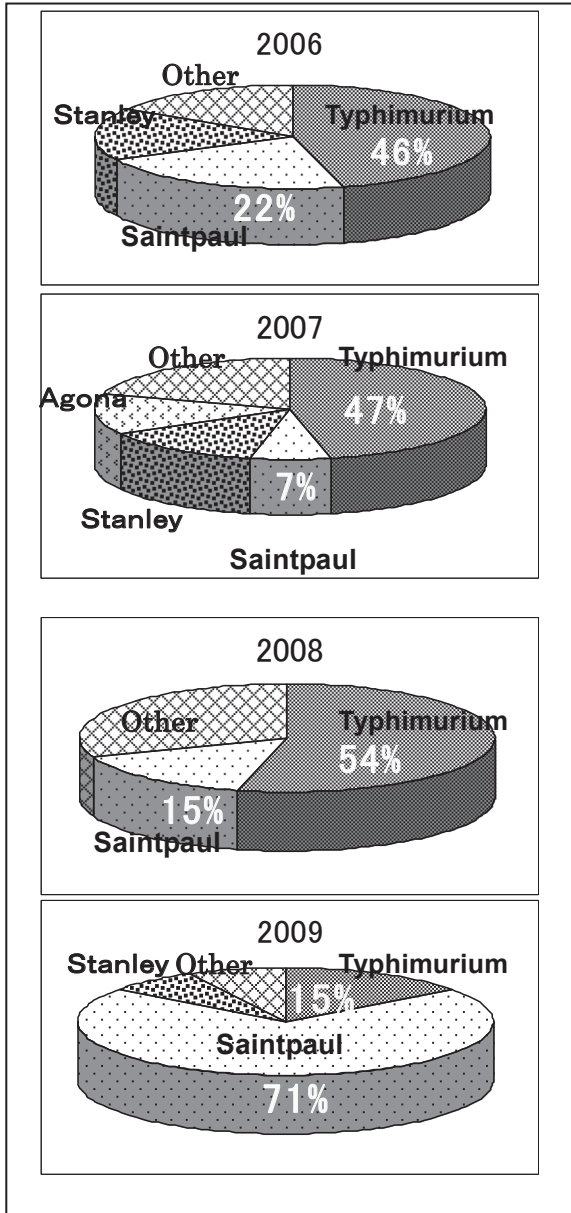 2006
Other
Stanley
Typhimurium
46%
22%
Saintpaul
2007
Other
Typhimurium
Agona
47%
7%
Stanley
Saintpaul
2008
Other
Typhimurium
54%
15%
Saintpaul
2009
Stanley
Other
Typhimurium
15%
Saintpaul
71%